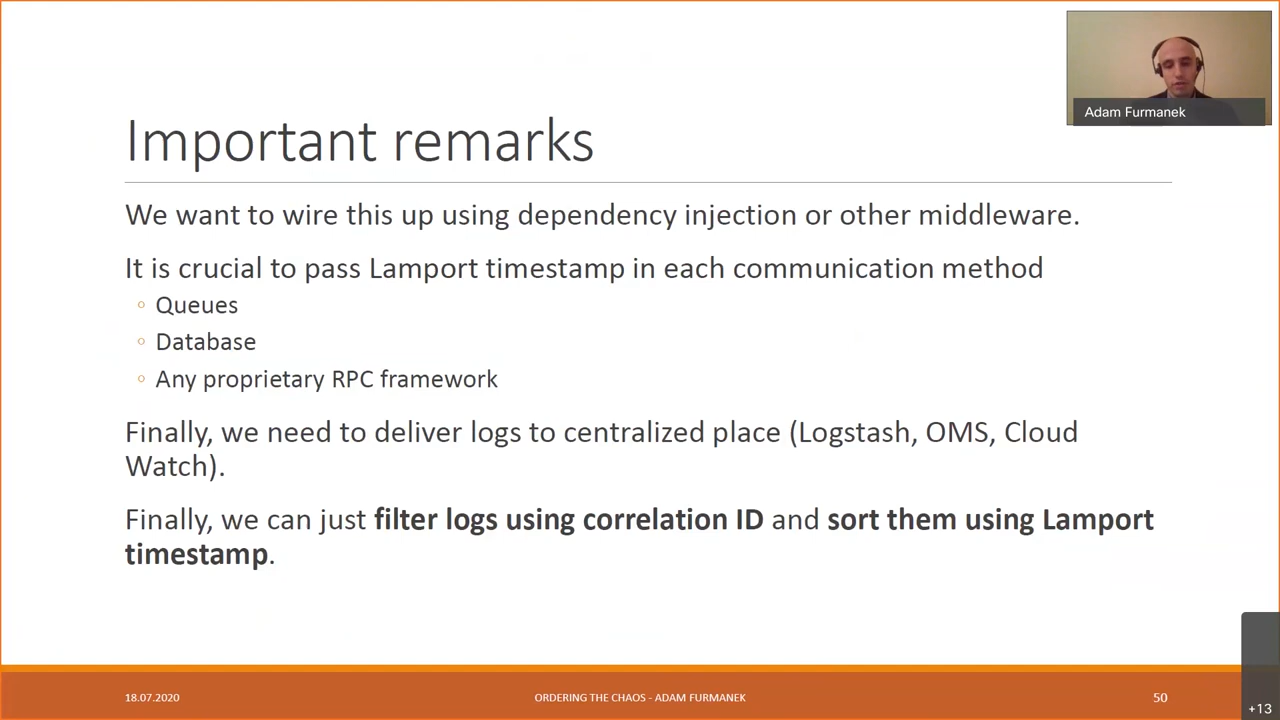 Adam Furmanek
Important remarks
We want to wire this up using dependency injection or other middleware.
It is crucial to pass Lamport timestamp in each communication method
◦ Queues
◦ Database
◦ Any proprietary RPC framework
Finally, we need to deliver logs to centralized place (Logstash, OMS, Cloud
Watch).
Finally, we can just filter logs using correlation ID and sort them using Lamport
timestamp.
18.07.2020
ORDERING THE CHAOS - ADAM FURMANEK
50
+13